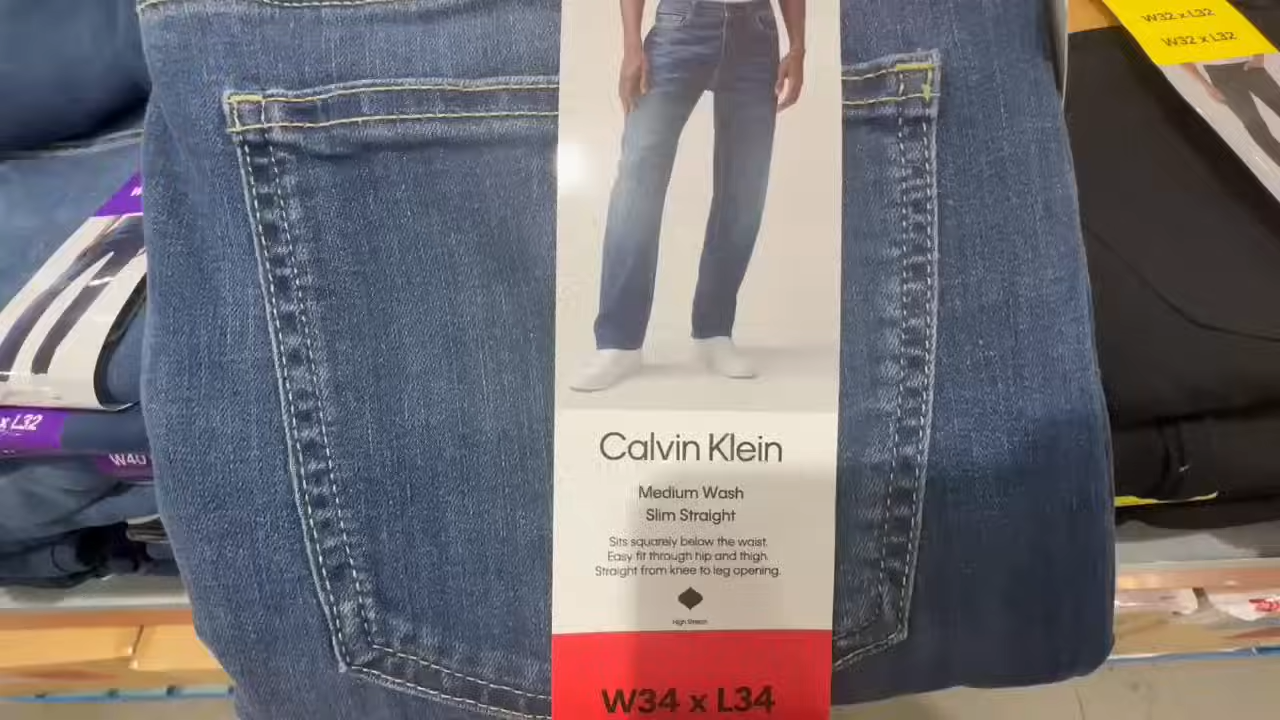 W32 x L32
W32 x L32
x L32
W40
Calvin Klein
Medium Wash
Slim Straight
Sits squarely below the waist.
Easy fit through hip and thigh.
Straight from knee to leg opening.
High Stretch
W34 x L34